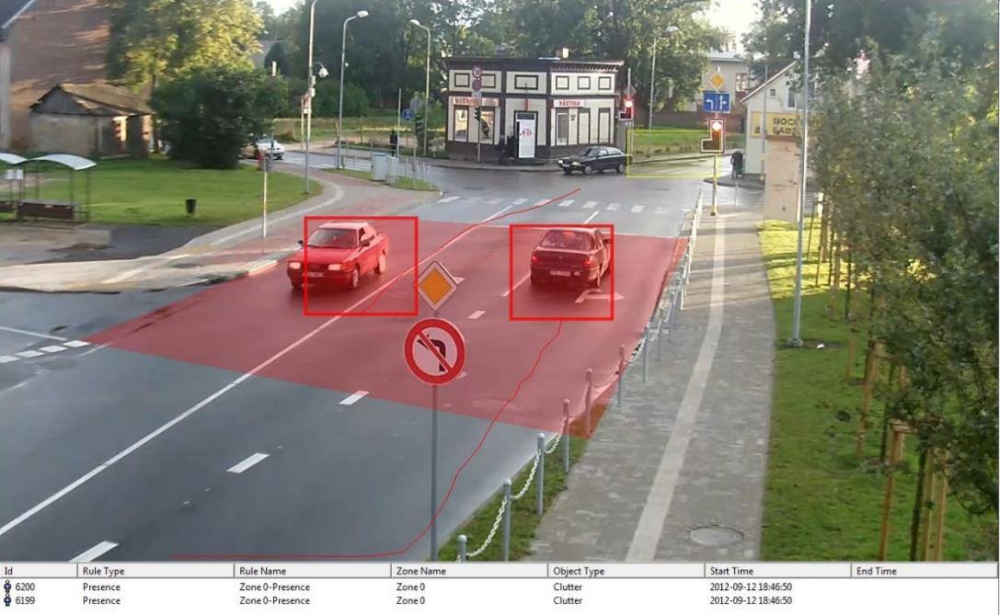 Id Rule Type Rule Name Zone Name Object Type Start Time End Time
6200 Presence Zone 0-Presence Zone 0 Clutter 2012-09-12 18:46:50
6199 Presence Zone 0-Presence Zone 0 Clutter 2012-09-12 18:46:50